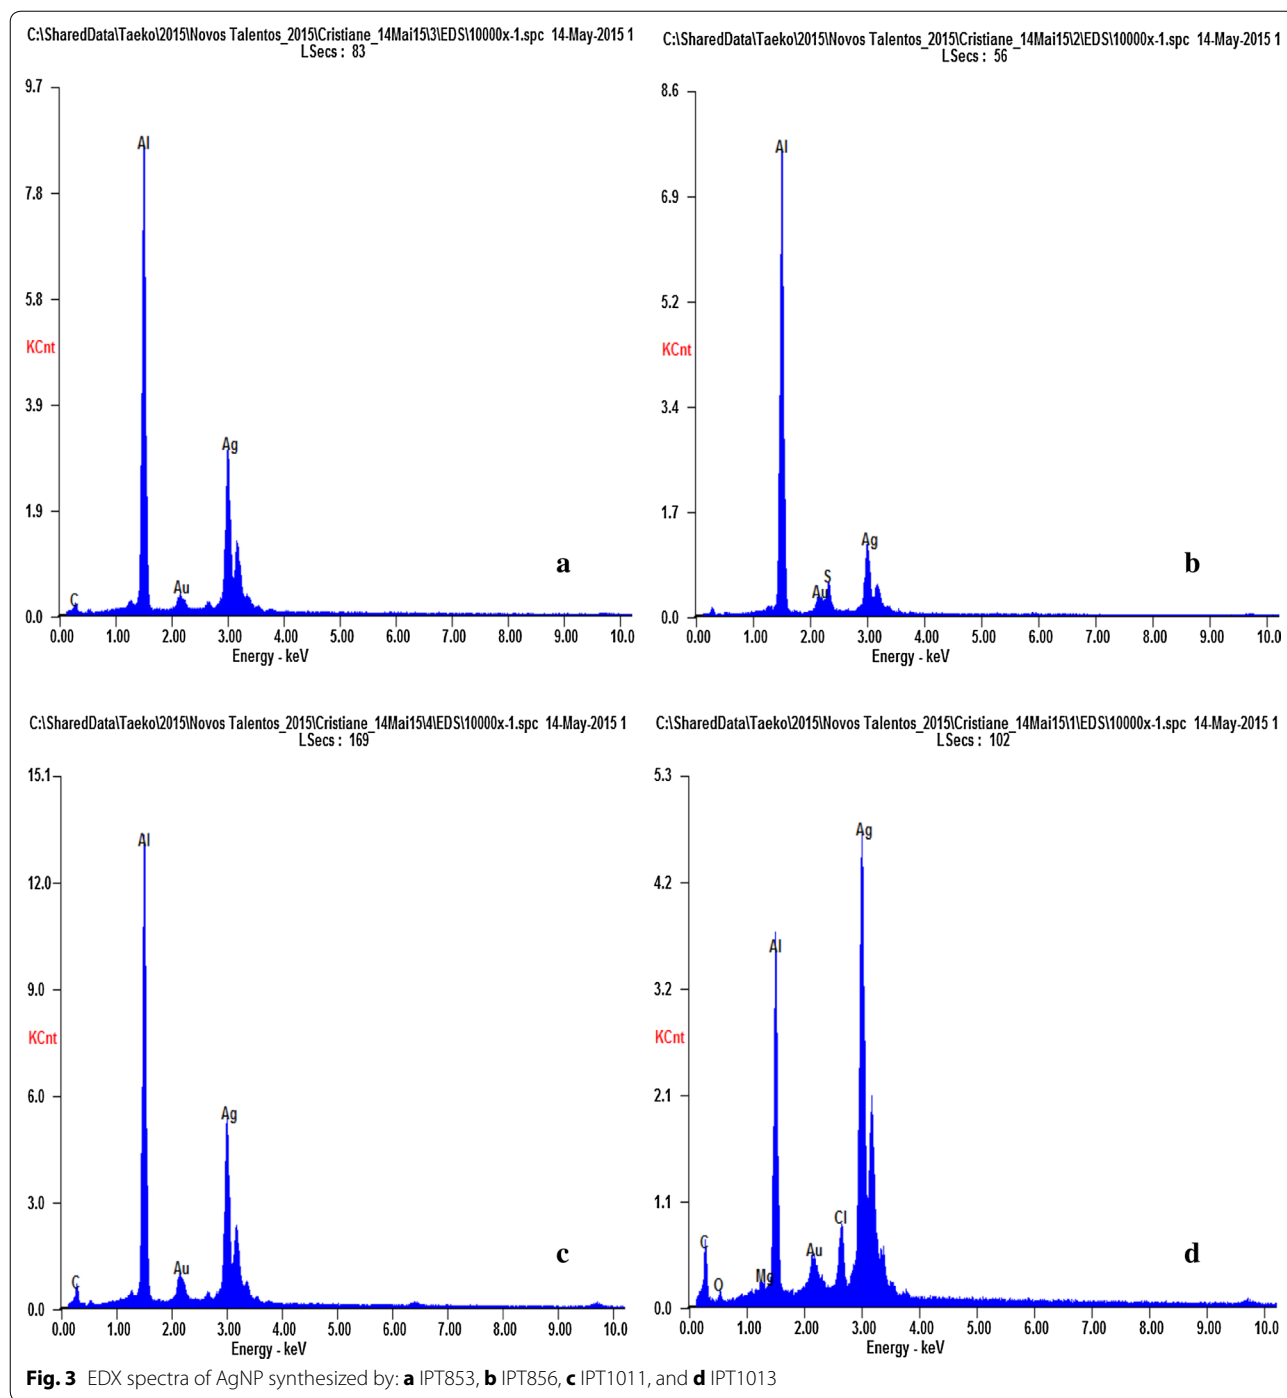 C:\SharedData\Taeko\2015\Novos Talentos_2015\Cristiane_14Mai15\3\EDS\10000x-1.spc 14-May-2015 1
LSecs : 83
9.7
7.8
5.8
KCnt
3.9
1.9
0.0
Al
Ag
Au
C
a
0.00 1.00 2.00 3.00 4.00 5.00 6.00 7.00 8.00 9.00 10.0
Energy - keV
C:\SharedData\Taeko\2015\Novos Talentos_2015\Cristiane_14Mai15\2\EDS\10000x-1.spc 14-May-2015 1
LSecs : 56
8.6
6.9
5.2
KCnt
3.4
1.7
0.0
Al
Ag
S
Au
b
0.00 1.00 2.00 3.00 4.00 5.00 6.00 7.00 8.00 9.00 10.0
Energy - keV
C:\SharedData\Taeko\2015\Novos Talentos_2015\Cristiane_14Mai15\4\EDS\10000x-1.spc 14-May-2015 1
LSecs : 169
15.1
12.0
9.0
KCnt
6.0
3.0
0.0
Al
Ag
Au
C
c
0.00 1.00 2.00 3.00 4.00 5.00 6.00 7.00 8.00 9.00 10.0
Energy - keV
C:\SharedData\Taeko\2015\Novos Talentos_2015\Cristiane_14Mai15\1\EDS\10000x-1.spc 14-May-2015 1
LSecs : 102
5.3
4.2
3.2
KCnt
2.1
1.1
0.0
Ag
Al
Cl
C
Au
Mg
O
d
0.00 1.00 2.00 3.00 4.00 5.00 6.00 7.00 8.00 9.00 10.0
Energy - keV
Fig. 3 EDX spectra of AgNP synthesized by: a IPT853, b IPT856, c IPT1011, and d IPT1013